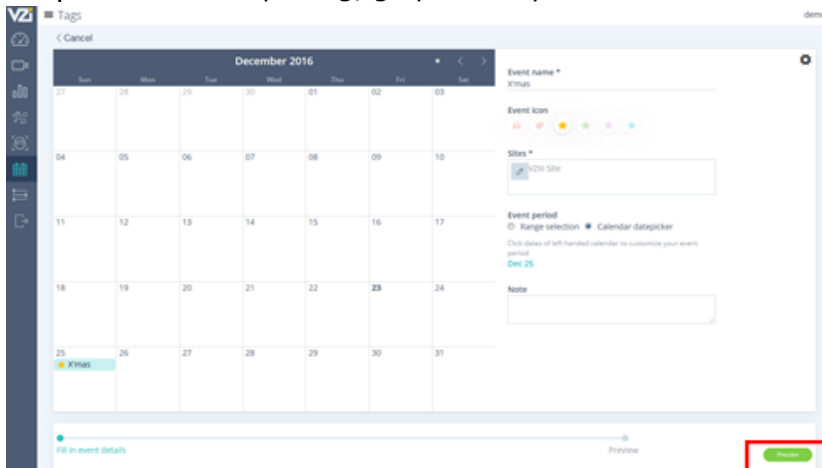 VZi
Tags
demo
< Cancel
December 2016
Sun Mon Tue Wed Thu Fri Sat
27 28 29 30 01 02 03
04 05 06 07 08 09 10
11 12 13 14 15 16 17
18 19 20 21 22 23 24
25 26 27 28 29 30 31
X'mas
Event name *
X'mas
Event icon
Sites *
Site
Event period
Range selection Calendar datepicker
Click dates of left handed calendar to customize your event
period
Dec 25
Note
Fill in event details
Preview
Preview